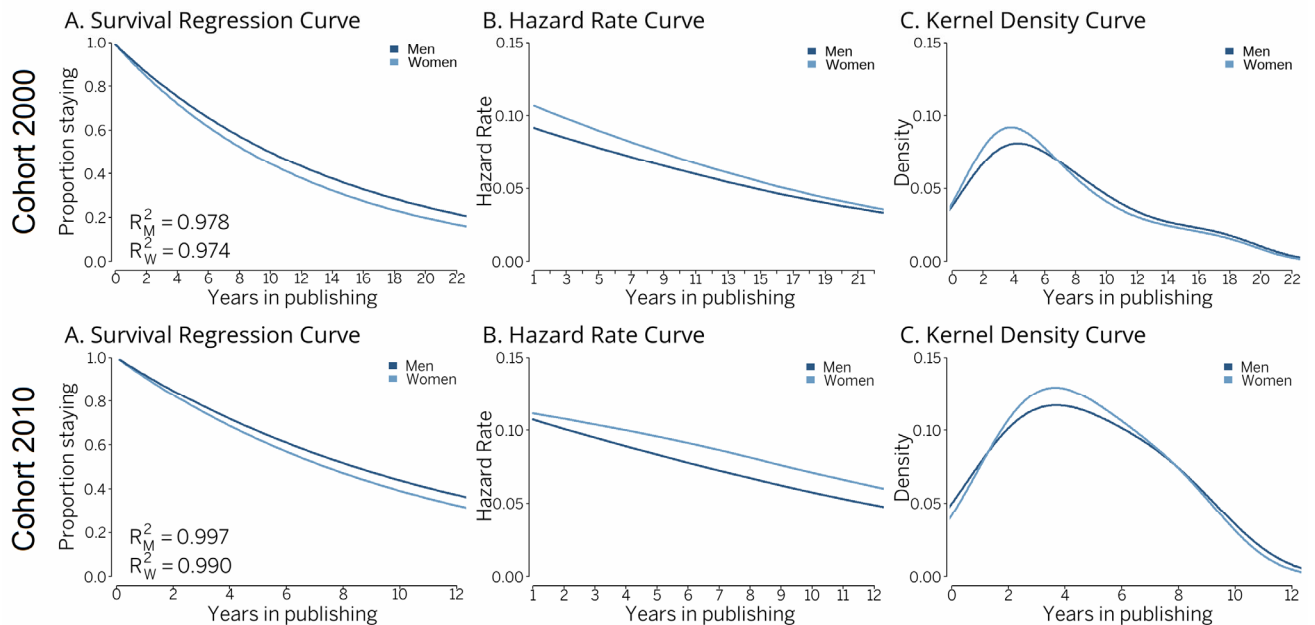 A. Survival Regression Curve
B. Hazard Rate Curve
C. Kernel Density Curve
Cohort 2000
Proportion staying
1.0
0.8
0.6
0.4
0.2
0.0
Men
Women
R²M = 0.978
R²W = 0.974
0 2 4 6 8 10 12 14 16 18 20 22
Years in publishing
Hazard Rate
0.15
0.10
0.05
0.00
Men
Women
1 3 5 7 9 11 13 15 17 19 21
Years in publishing
Density
0.15
0.10
0.05
0.00
Men
Women
0 2 4 6 8 10 12 14 16 18 20 22
Years in publishing
A. Survival Regression Curve
B. Hazard Rate Curve
C. Kernel Density Curve
Cohort 2010
Proportion staying
1.0
0.8
0.6
0.4
0.2
0.0
Men
Women
R²M = 0.997
R²W = 0.990
0 2 4 6 8 10 12
Years in publishing
Hazard Rate
0.15
0.10
0.05
0.00
Men
Women
1 2 3 4 5 6 7 8 9 10 11 12
Years in publishing
Density
0.15
0.10
0.05
0.00
Men
Women
0 2 4 6 8 10 12
Years in publishing